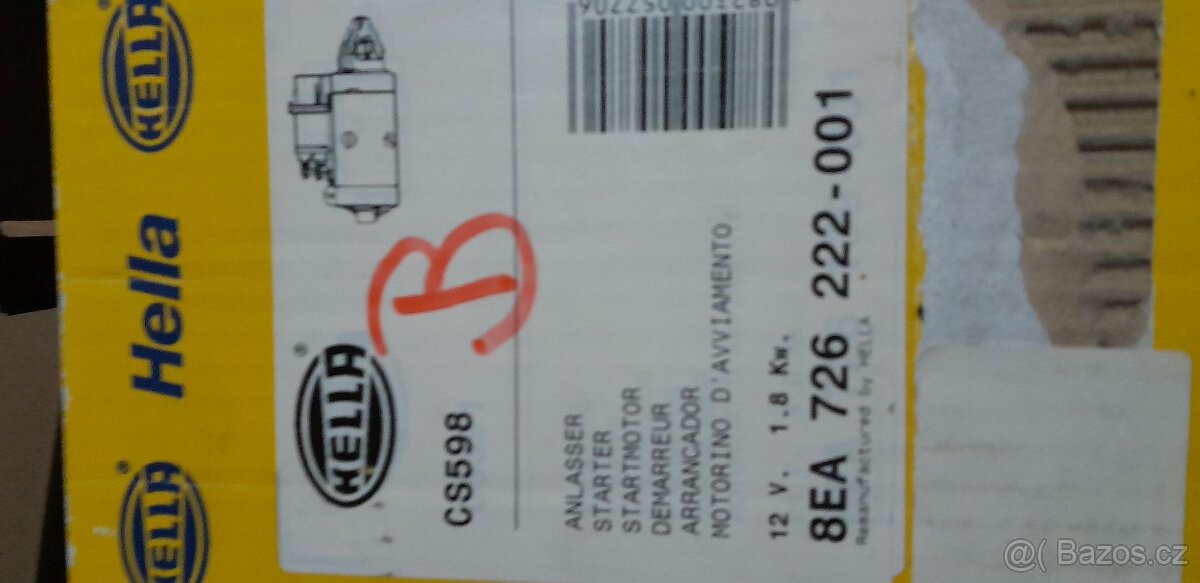 HELLA
Hella
HELLA
HELLA
B
CS598
ANLASSER
STARTER
STARTMOTOR
DEMARREUR
ARRANCADOR
MOTORINO D'AVVIAMENTO
12 V. 1.8 Kw.
8EA 726 222-001
Remanufactured by HELLA
@( Bazos.cz